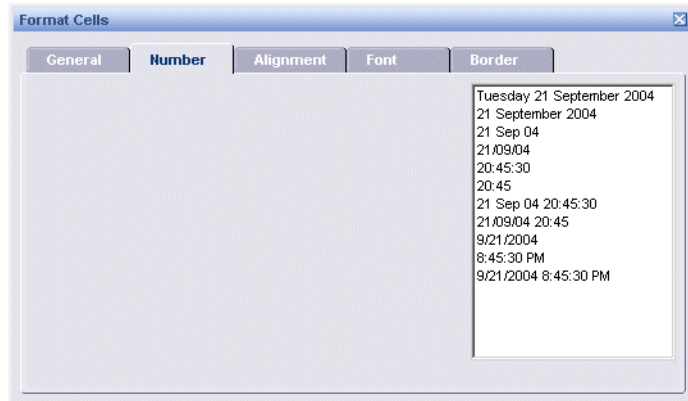 Format Cells
General Number Alignment Font Border
Tuesday 21 September 2004
21 September 2004
21 Sep 04
21/09/04
20:45:30
20:45
21 Sep 04 20:45:30
21/09/04 20:45
9/21/2004
8:45:30 PM
9/21/2004 8:45:30 PM